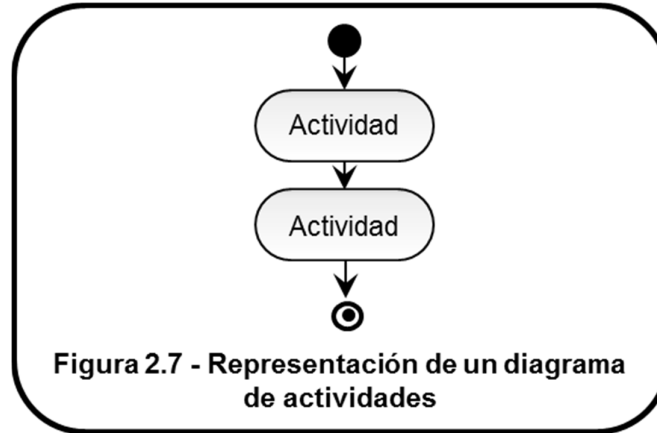 Actividad
Actividad
Figura 2.7 - Representación de un diagrama
de actividades